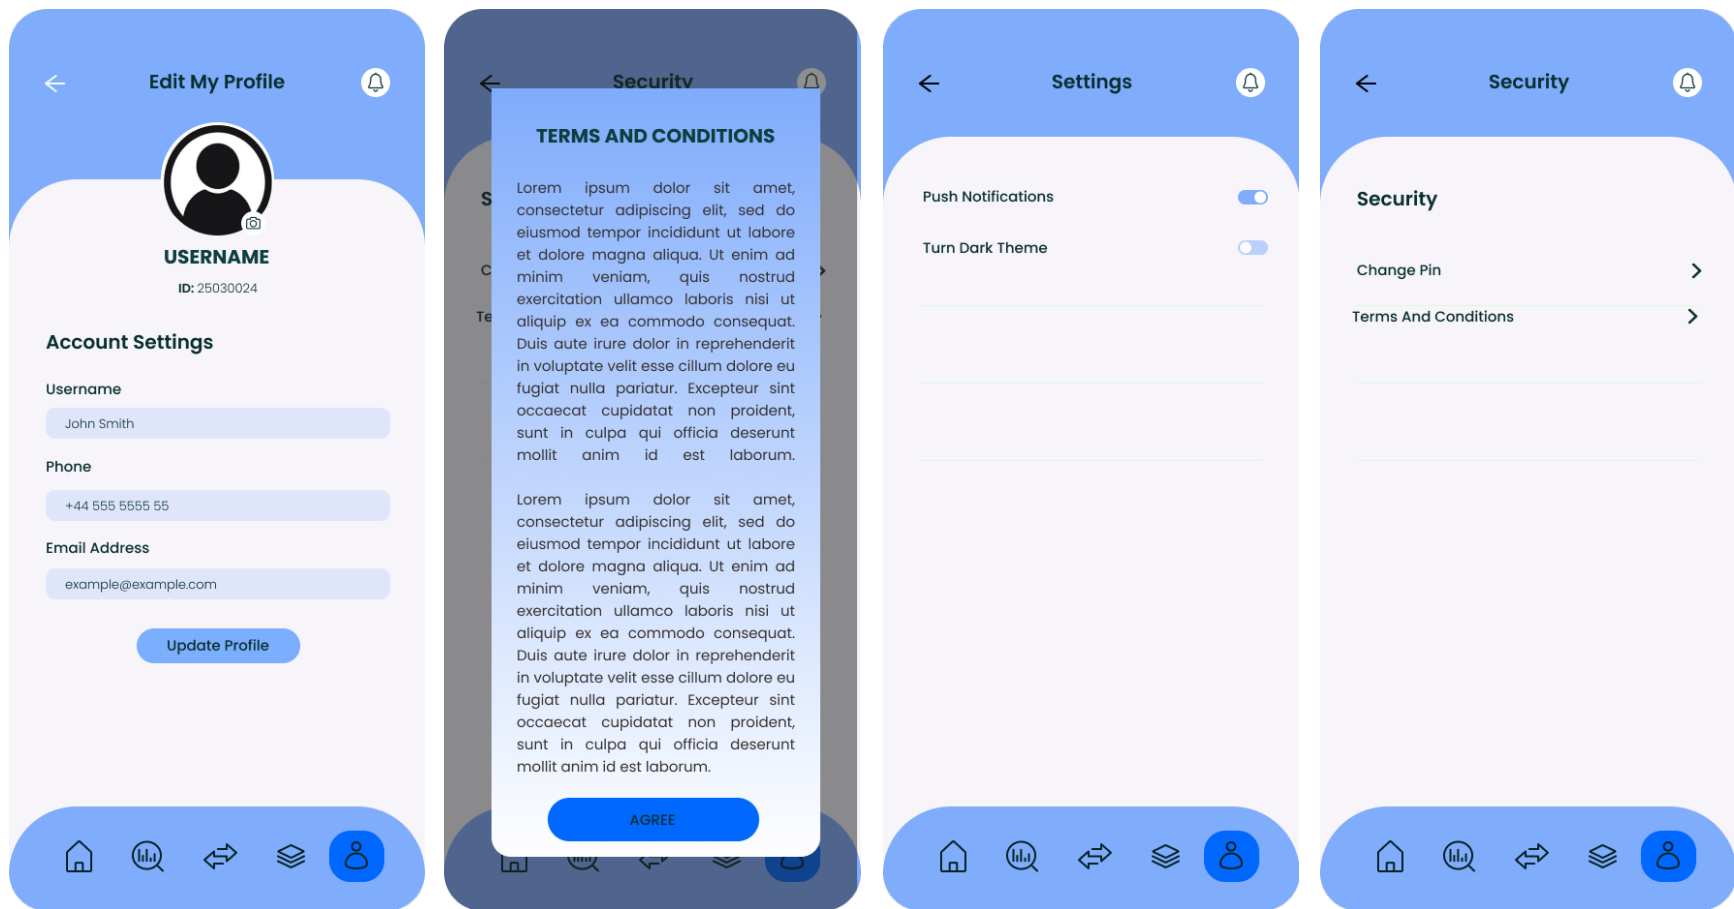 Edit My Profile
USERNAME
ID: 25030024
Account Settings
Username
John Smith
Phone
+44 555 5555 55
Email Address
example@example.com
Update Profile
Security
TERMS AND CONDITIONS
Lorem ipsum dolor sit amet,
consectetur adipiscing elit, sed do
eiusmod tempor incididunt ut labore
et dolore magna aliqua. Ut enim ad
minim veniam, quis nostrud
exercitation ullamco laboris nisi ut
aliquip ex ea commodo consequat.
Duis aute irure dolor in reprehenderit
in voluptate velit esse cillum dolore eu
fugiat nulla pariatur. Excepteur sint
occaecat cupidatat non proident,
sunt in culpa qui officia deserunt
mollit anim id est laborum.
Lorem ipsum dolor sit amet,
consectetur adipiscing elit, sed do
eiusmod tempor incididunt ut labore
et dolore magna aliqua. Ut enim ad
minim veniam, quis nostrud
exercitation ullamco laboris nisi ut
aliquip ex ea commodo consequat.
Duis aute irure dolor in reprehenderit
in voluptate velit esse cillum dolore eu
fugiat nulla pariatur. Excepteur sint
occaecat cupidatat non proident,
sunt in culpa qui officia deserunt
mollit anim id est laborum.
AGREE
Settings
Push Notifications
Turn Dark Theme
Security
Security
Change Pin
Terms And Conditions